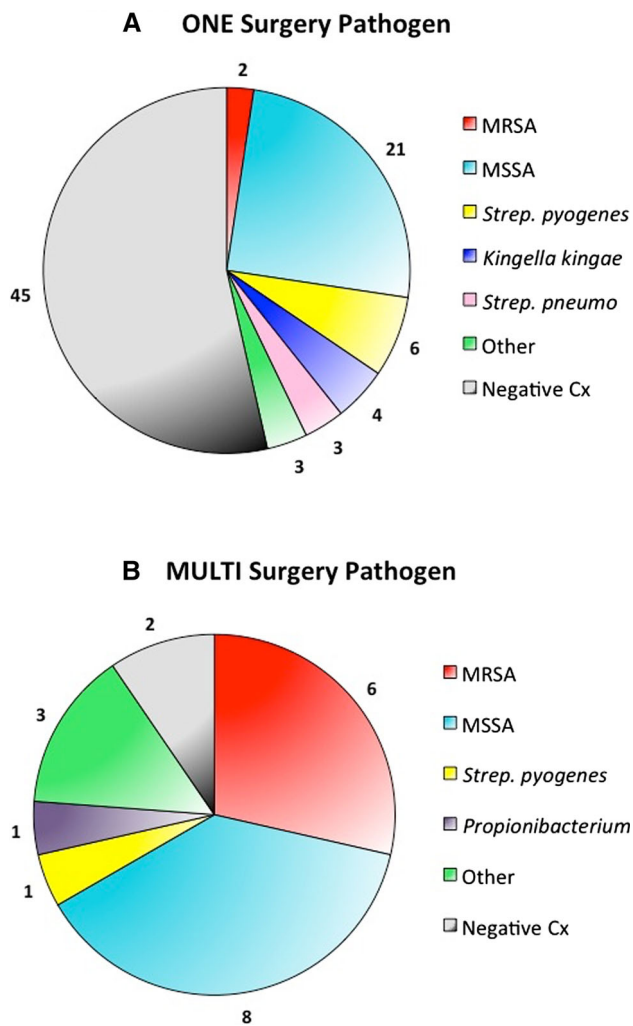 A ONE Surgery Pathogen
2
MRSA
21
MSSA
Strep. pyogenes
Kingella kingae
45
Strep. pneumo
Other
6
Negative Cx
4
3
3
B MULTI Surgery Pathogen
2
MRSA
6
3
MSSA
Strep. pyogenes
1
Propionibacterium
Other
1
Negative Cx
8